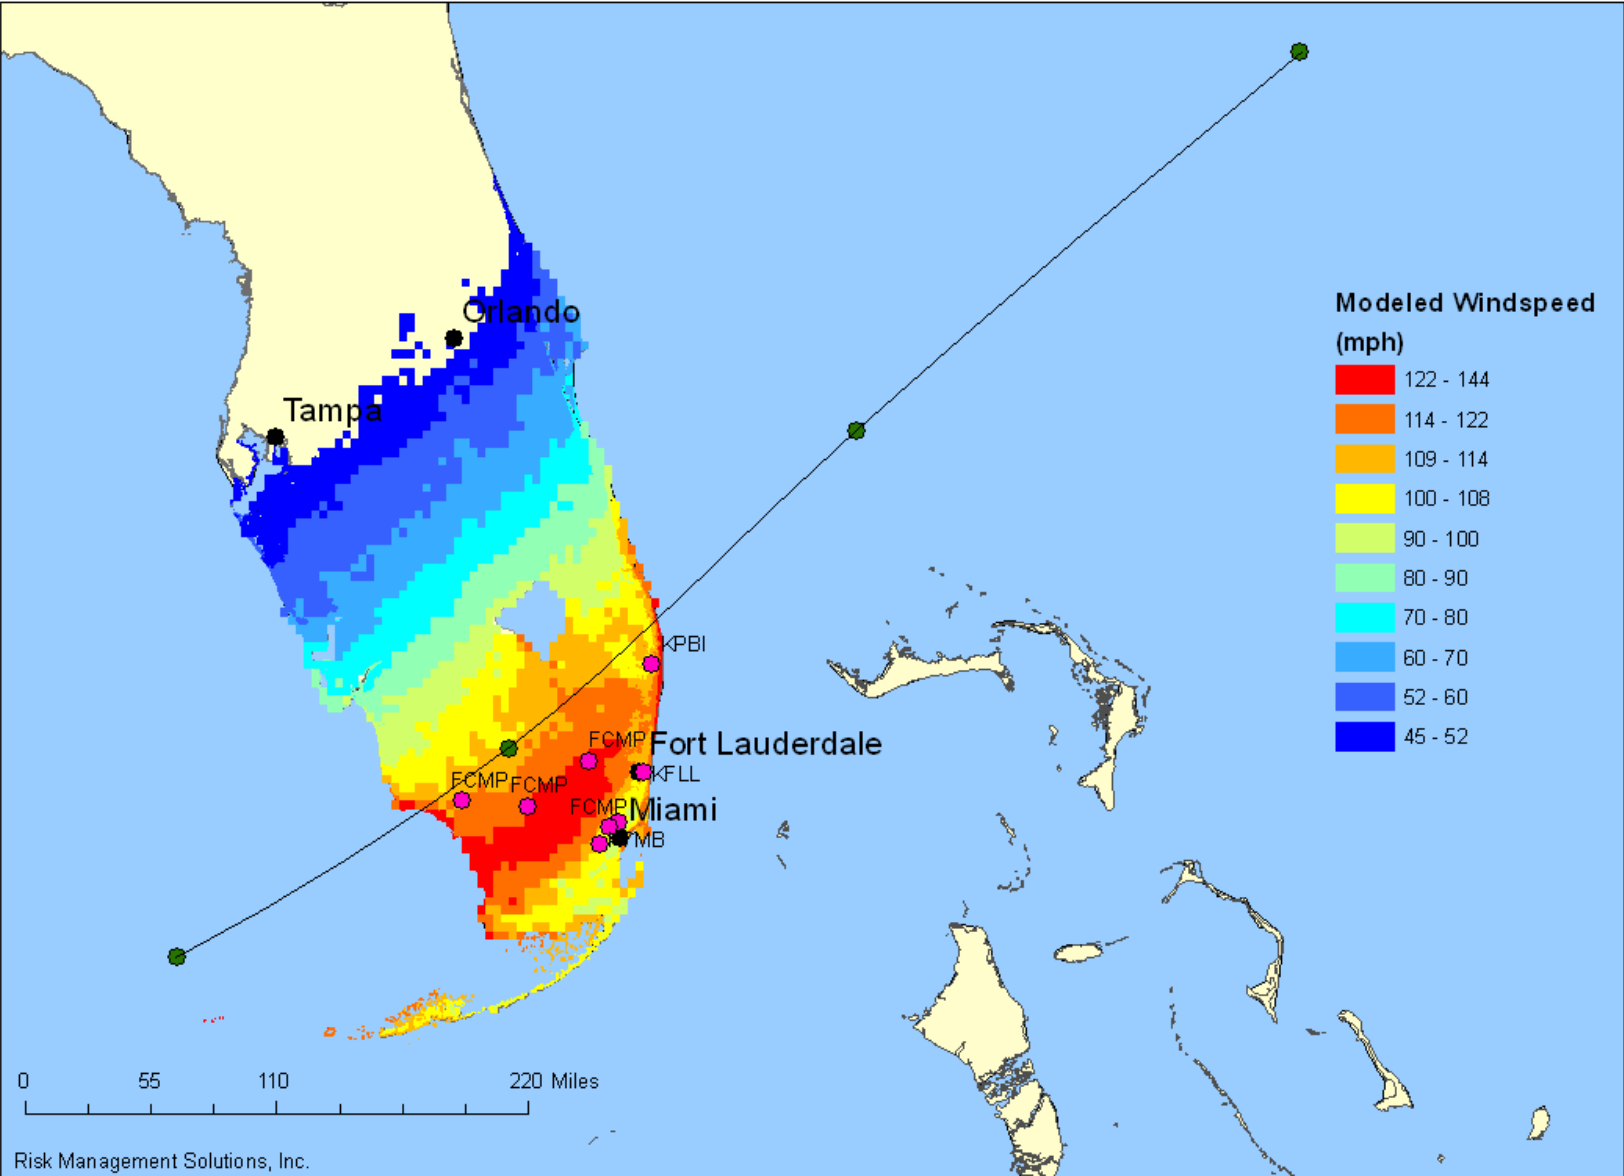 Orlando
Tampa
Modeled Windspeed
(mph)
122 - 144
114 - 122
109 - 114
100 - 108
90 - 100
80 - 90
70 - 80
60 - 70
52 - 60
45 - 52
KPBI
FCMP
Fort Lauderdale
KFLL
FCMP
FCMP
FCMP
Miami
0 55 110 220 Miles
Risk Management Solutions, Inc.